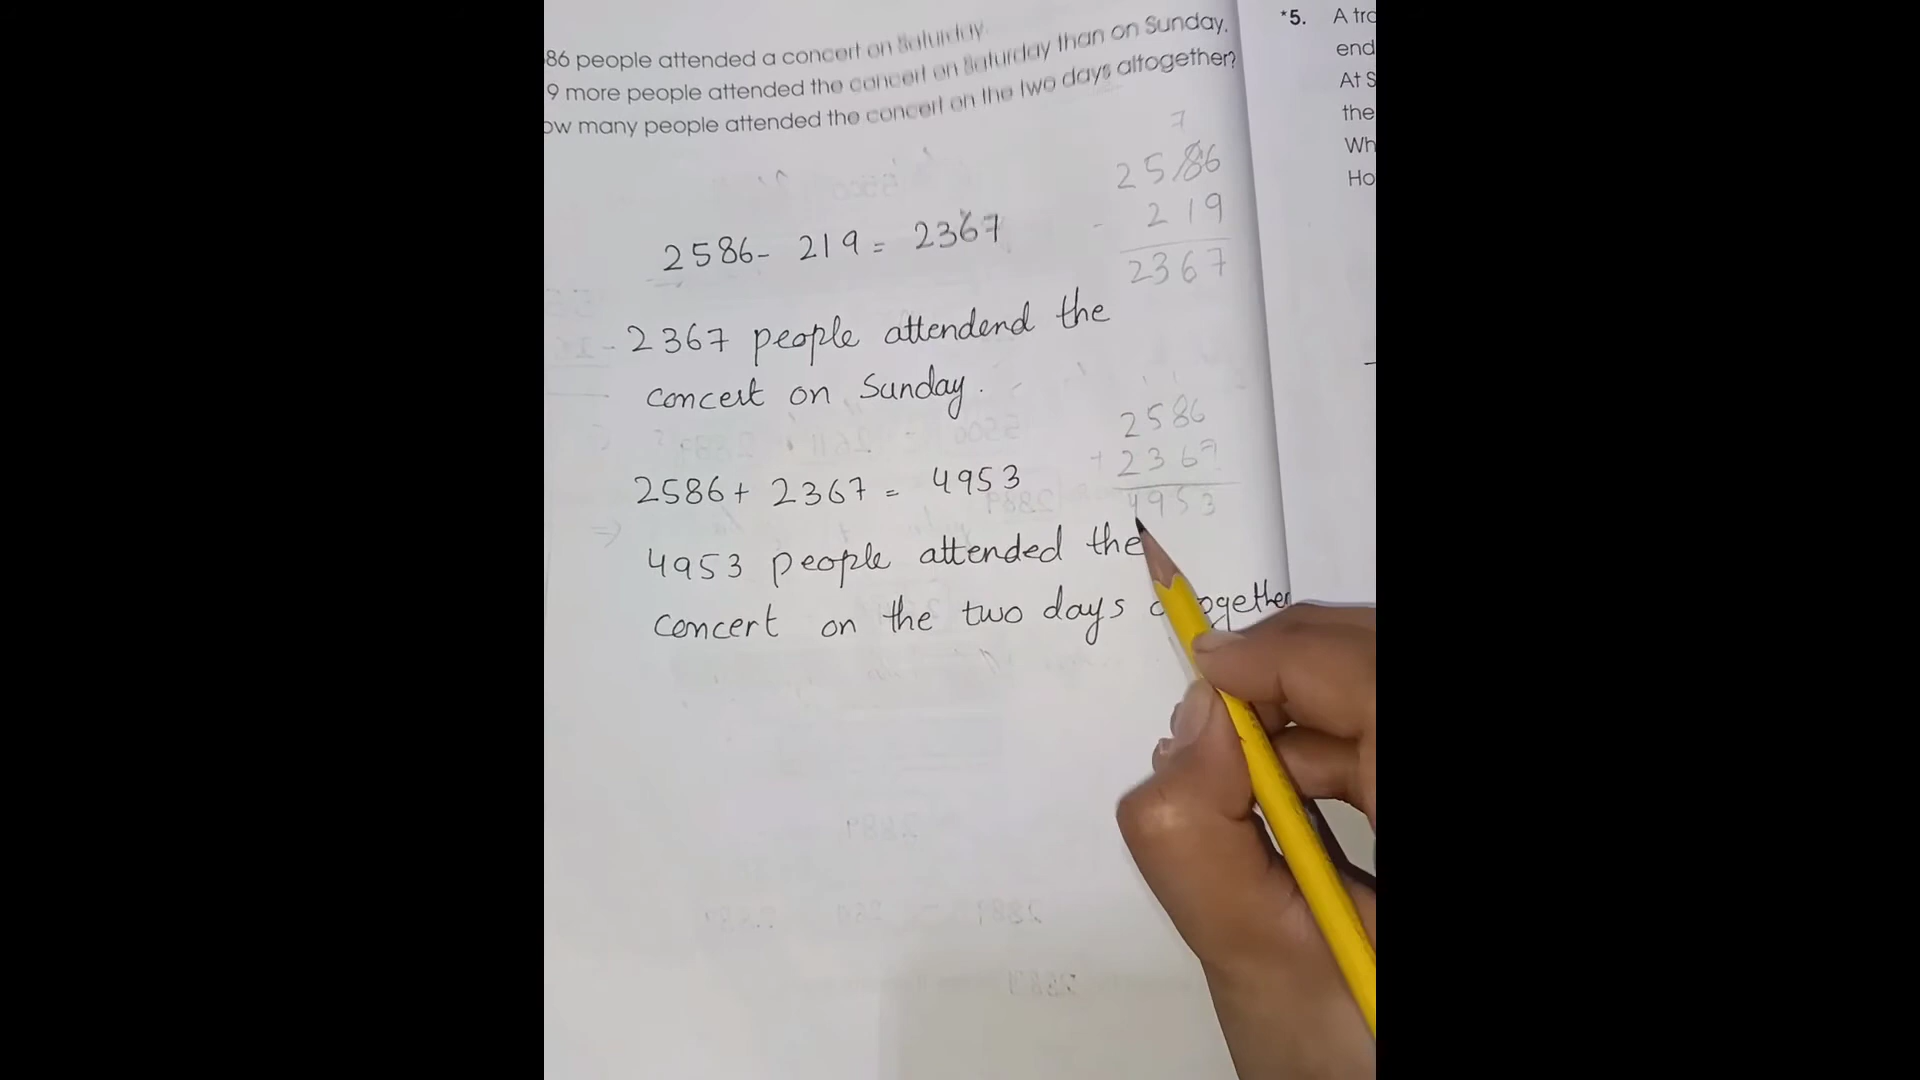 86 people attended a concert on Saturday.
9 more people attended the concert on Saturday than on Sunday.
ow many people attended the concert on the two days altogether?
7
2586
- 219
2367
2586 - 219 = 2367
2367 people attendend the
concert on Sunday.
2586
+ 2367
4953
2586 + 2367 = 4953
4953 people attended the
concert on the two days altogether
*5. A tra
end
At S
the
Wh
Ho